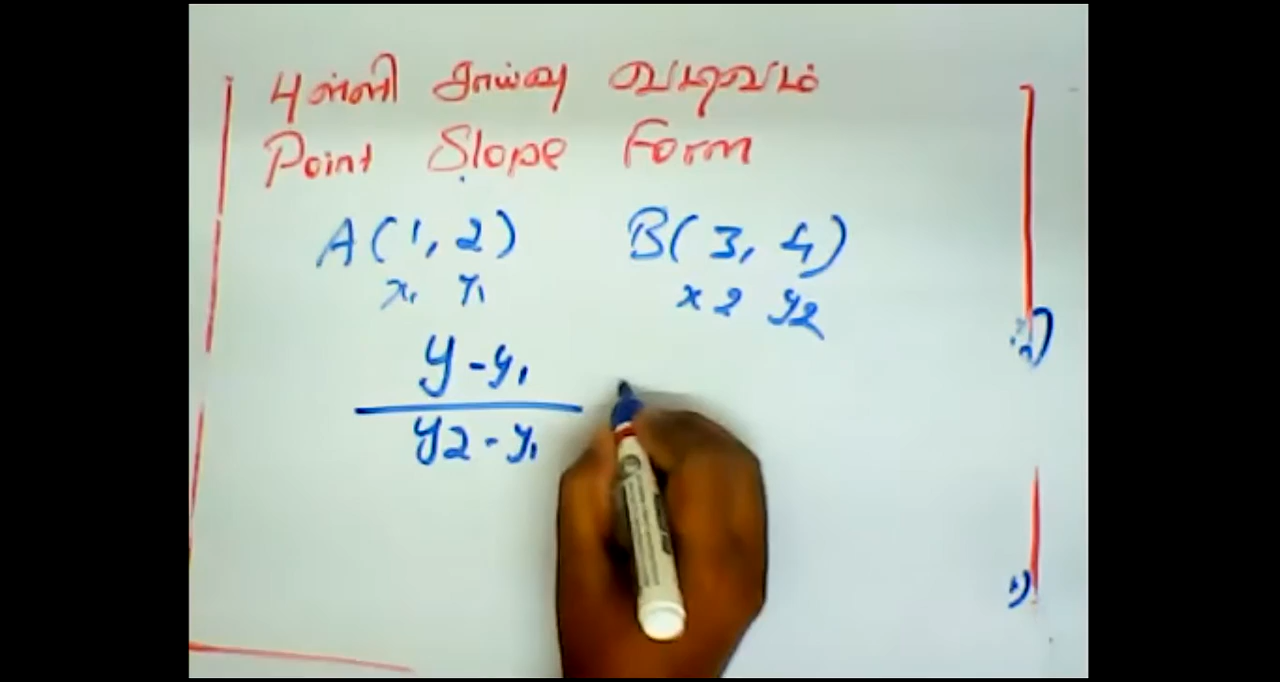 புள்ளி சாய்வு வடிவம்
Point Slope Form
A (1, 2) B( 3, 4)
x1 y1 x2 y2
y - y1
y2 - y1